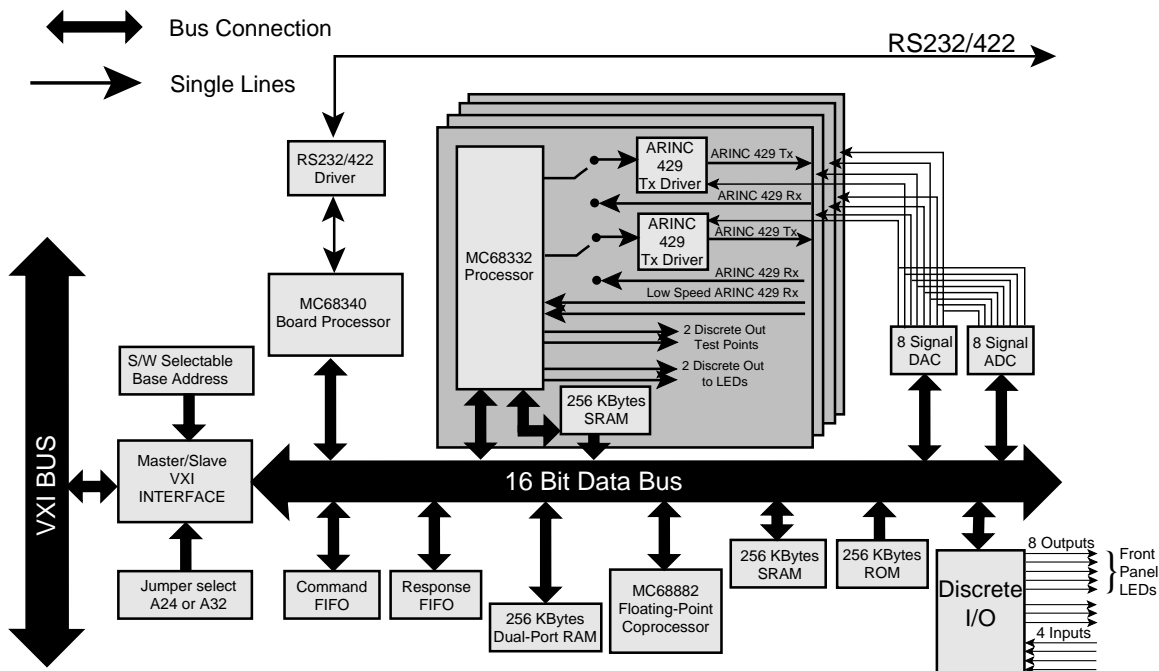 Bus Connection
Single Lines
RS232/422
RS232/422
Driver
MC68340
Board Processor
S/W Selectable
Base Address
Master/Slave
VXI
INTERFACE
Jumper select
A24 or A32
VXI BUS
MC68332
Processor
ARINC
429
Tx Driver
ARINC 429 Tx
ARINC 429 Rx
ARINC
429
Tx Driver
ARINC 429 Tx
ARINC 429 Rx
Low Speed ARINC 429 Rx
2 Discrete Out
Test Points
2 Discrete Out
to LEDs
256 KBytes
SRAM
8 Signal
DAC
8 Signal
ADC
16 Bit Data Bus
Command
FIFO
Response
FIFO
256 KBytes
Dual-Port RAM
MC68882
Floating-Point
Coprocessor
256 KBytes
SRAM
256 KBytes
ROM
Discrete
I/O
8 Outputs
Front
Panel
LEDs
4 Inputs